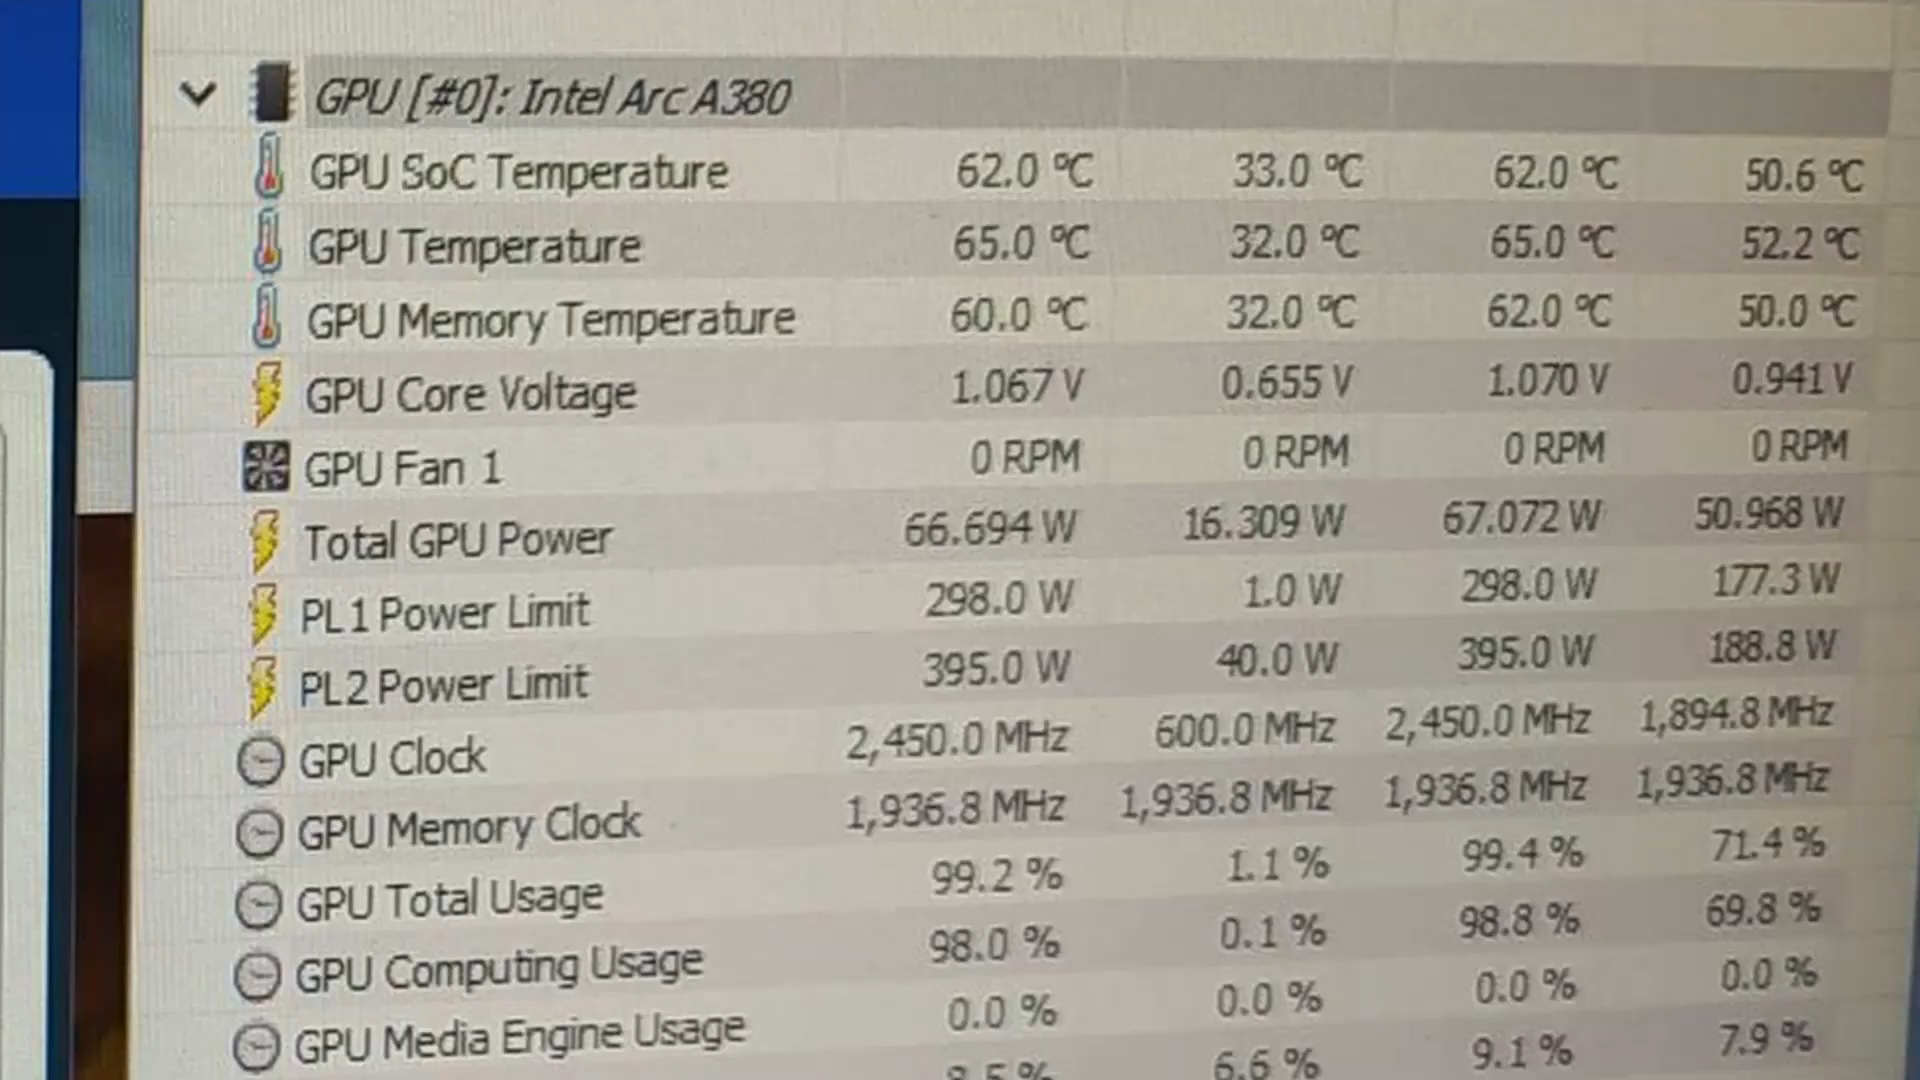 GPU [#0]: Intel Arc A380
GPU SoC Temperature 62.0 °C 33.0 °C 62.0 °C 50.6 °C
GPU Temperature 65.0 °C 32.0 °C 65.0 °C 52.2 °C
GPU Memory Temperature 60.0 °C 32.0 °C 62.0 °C 50.0 °C
GPU Core Voltage 1.067 V 0.655 V 1.070 V 0.941 V
GPU Fan 1 0 RPM 0 RPM 0 RPM 0 RPM
Total GPU Power 66.694 W 16.309 W 67.072 W 50.968 W
PL1 Power Limit 298.0 W 1.0 W 298.0 W 177.3 W
PL2 Power Limit 395.0 W 40.0 W 395.0 W 188.8 W
GPU Clock 2,450.0 MHz 600.0 MHz 2,450.0 MHz 1,894.8 MHz
GPU Memory Clock 1,936.8 MHz 1,936.8 MHz 1,936.8 MHz 1,936.8 MHz
GPU Total Usage 99.2 % 1.1 % 99.4 % 71.4 %
GPU Computing Usage 98.0 % 0.1 % 98.8 % 69.8 %
GPU Media Engine Usage 0.0 % 0.0 % 0.0 % 0.0 %
6.6 % 9.1 % 7.9 %